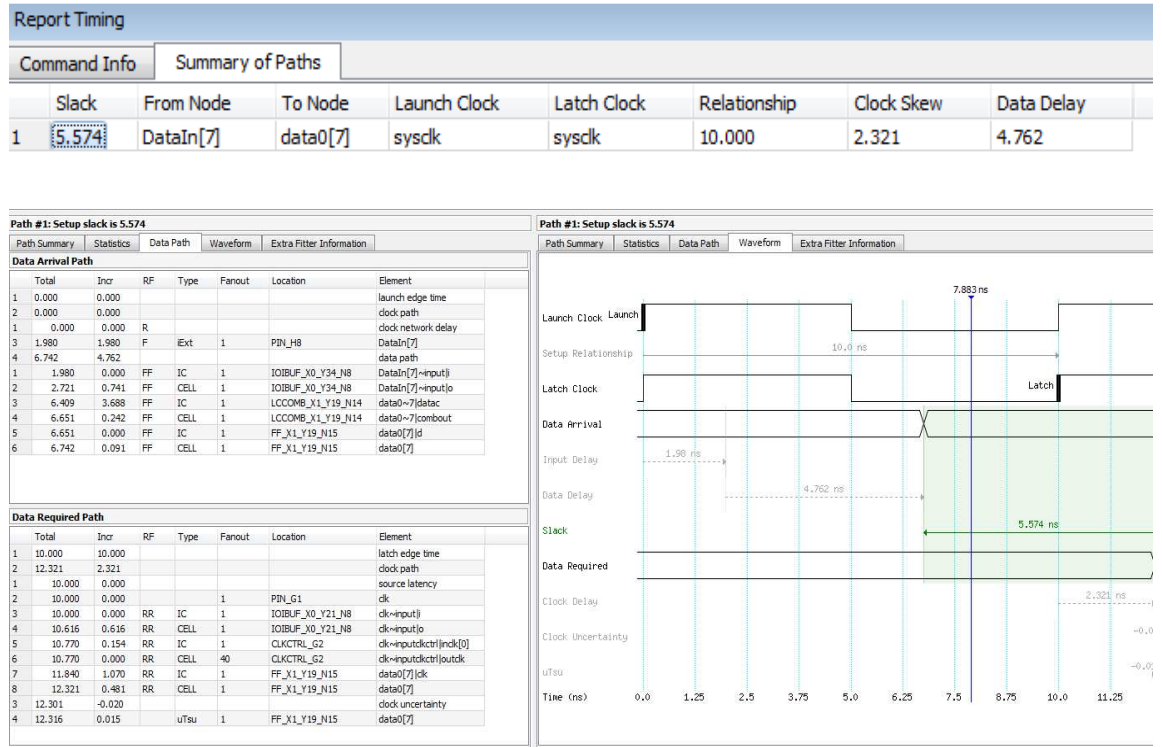 Report Timing
Command Info Summary of Paths
Slack From Node To Node Launch Clock Latch Clock Relationship Clock Skew Data Delay
1 5.574 DataIn[7] data0[7] sysclk sysclk 10.000 2.321 4.762
Path #1: Setup slack is 5.574
Path Summary Statistics Data Path Waveform Extra Fitter Information
Data Arrival Path
Total Incr RF Type Fanout Location Element
1 0.000 0.000 launch edge time
2 0.000 0.000 clock path
1 0.000 0.000 R clock network delay
3 1.980 1.980 F iExt 1 PIN_H8 DataIn[7]
4 6.742 4.762 data path
1 1.980 0.000 FF IC 1 IOIBUF_X0_Y34_N8 DataIn[7]~input|i
2 2.721 0.741 FF CELL 1 IOIBUF_X0_Y34_N8 DataIn[7]~input|o
3 6.409 3.688 FF IC 1 LCCOMB_X1_Y19_N14 data0~7|datac
4 6.651 0.242 FF CELL 1 LCCOMB_X1_Y19_N14 data0~7|combout
5 6.651 0.000 FF IC 1 FF_X1_Y19_N15 data0[7]|d
6 6.742 0.091 FF CELL 1 FF_X1_Y19_N15 data0[7]
Data Required Path
Total Incr RF Type Fanout Location Element
1 10.000 10.000 latch edge time
2 12.321 2.321 clock path
1 10.000 0.000 source latency
2 10.000 0.000 1 PIN_G1 clk
3 10.000 0.000 RR IC 1 IOIBUF_X0_Y21_N8 clk~input|i
4 10.616 0.616 RR CELL 1 IOIBUF_X0_Y21_N8 clk~input|o
5 10.770 0.154 RR IC 1 CLKCTRL_G2 clk~inputclkctrl|inclk[0]
6 10.770 0.000 RR CELL 40 CLKCTRL_G2 clk~inputclkctrl|outclk
7 11.840 1.070 RR IC 1 FF_X1_Y19_N15 data0[7]|clk
8 12.321 0.481 RR CELL 1 FF_X1_Y19_N15 data0[7]
3 12.301 -0.020 clock uncertainty
4 12.316 0.015 uTsu 1 FF_X1_Y19_N15 data0[7]
Path #1: Setup slack is 5.574
Path Summary Statistics Data Path Waveform Extra Fitter Information
7.883 ns
Launch Clock Launch
Setup Relationship 10.0 ns
Latch Clock Latch
Data Arrival
Input Delay 1.98 ns
Data Delay 4.762 ns
Slack 5.574 ns
Data Required
Clock Delay 2.321 ns
Clock Uncertainty
uTsu
Time (ns) 0.0 1.25 2.5 3.75 5.0 6.25 7.5 8.75 10.0 11.25